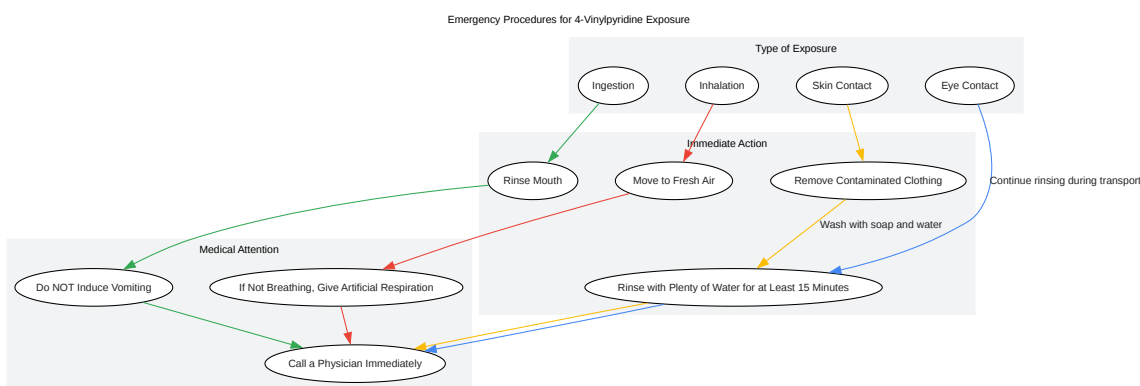 Emergency Procedures for 4-Vinylpyridine Exposure
Type of Exposure
Ingestion
Inhalation
Skin Contact
Eye Contact
Immediate Action
Rinse Mouth
Move to Fresh Air
Remove Contaminated Clothing
Continue rinsing during transport
Wash with soap and water
Medical Attention
Do NOT Induce Vomiting
If Not Breathing, Give Artificial Respiration
Rinse with Plenty of Water for at Least 15 Minutes
Call a Physician Immediately